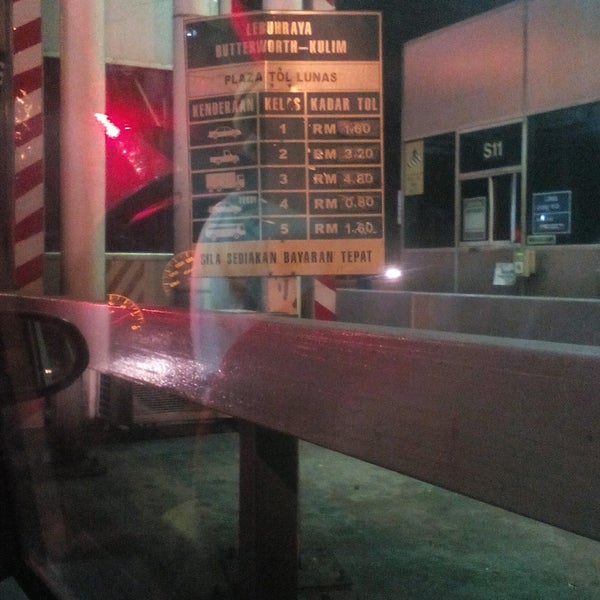 LEBUHRAYA
BUTTERWORTH-KULIM
PLAZA TOL LUNAS
KENDERAAN KELAS KADAR TOL
1 RM 1.60
2 RM 3.20
3 RM 4.80
4 RM 0.80
5 RM 1.60
SILA SEDIAKAN BAYARAN TEPAT
S11